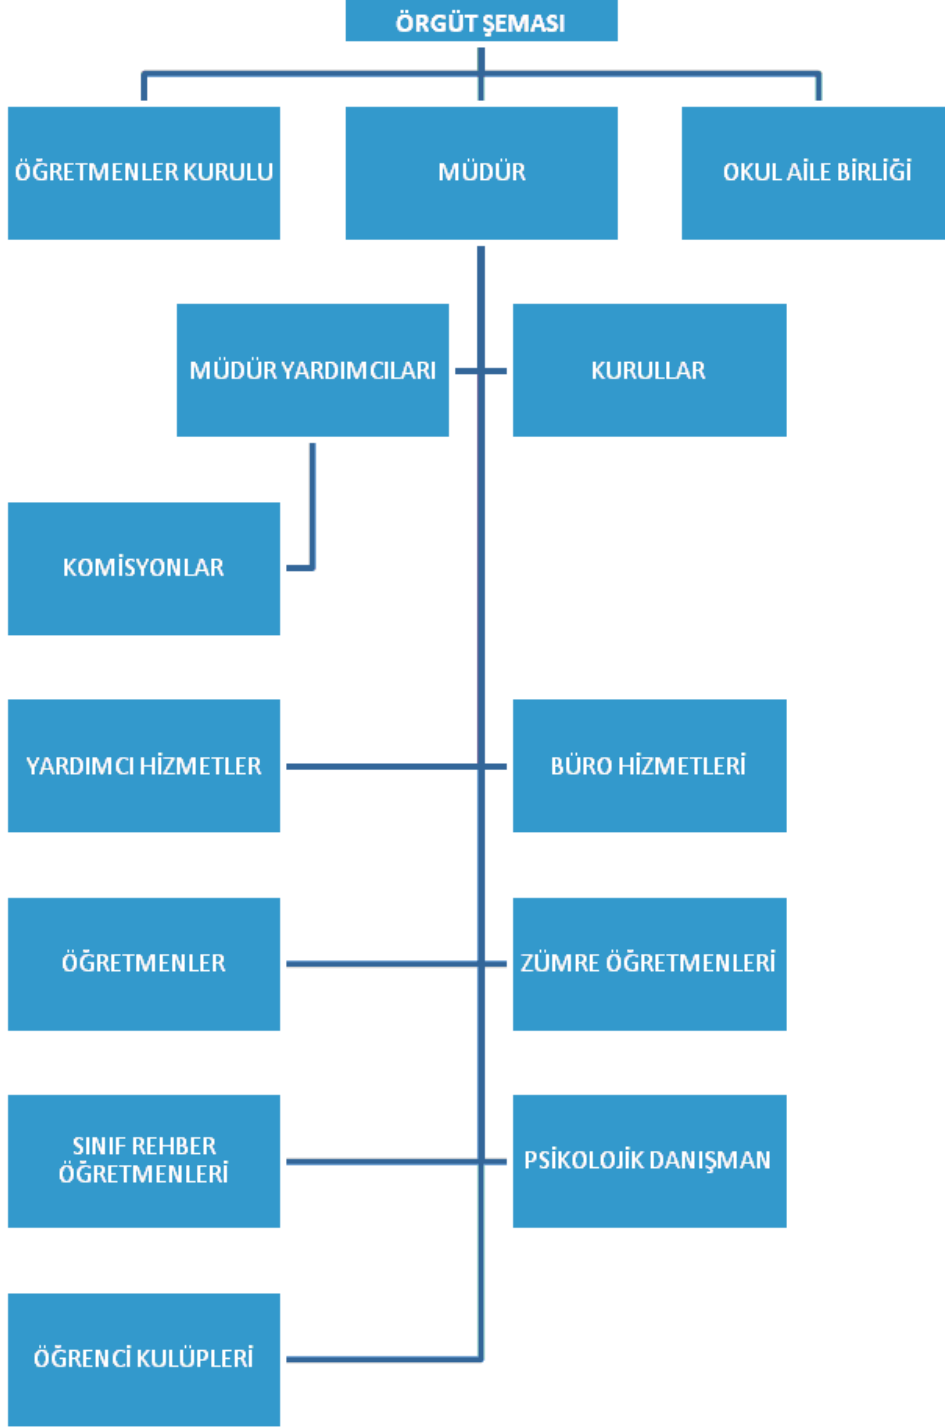 ÖRGÜT ŞEMASI
ÖĞRETMENLER KURULU
MÜDÜR
OKUL AİLE BİRLİĞİ
MÜDÜR YARDIMCILARI
KURULLAR
KOMİSYONLAR
YARDIMCI HİZMETLER
BÜRO HİZMETLERİ
ÖĞRETMENLER
ZÜMRE ÖĞRETMENLERİ
SINIF REHBER
ÖĞRETMENLERİ
PSİKOLOJİK DANIŞMAN
ÖĞRENCİ KULÜPLERİ